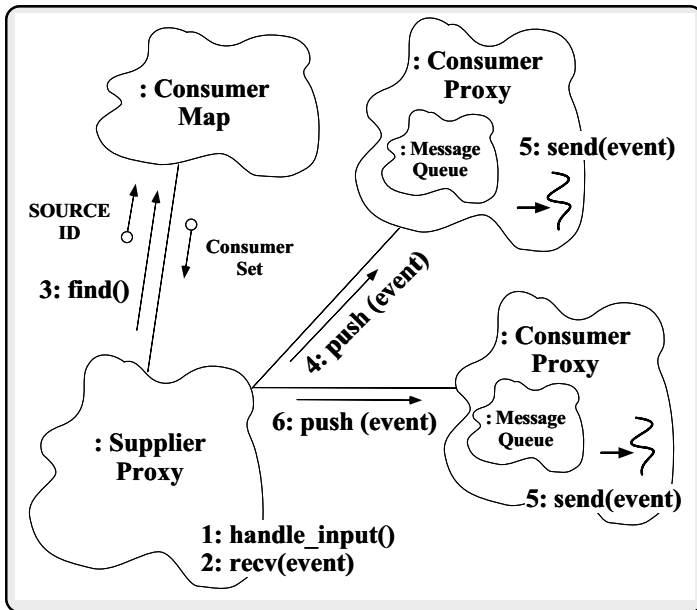 : Consumer
Map
: Consumer
Proxy
: Message
Queue
5: send(event)
SOURCE
ID
Consumer
Set
3: find()
4: push (event)
: Consumer
Proxy
: Message
Queue
5: send(event)
6: push (event)
: Supplier
Proxy
1: handle_input()
2: recv(event)